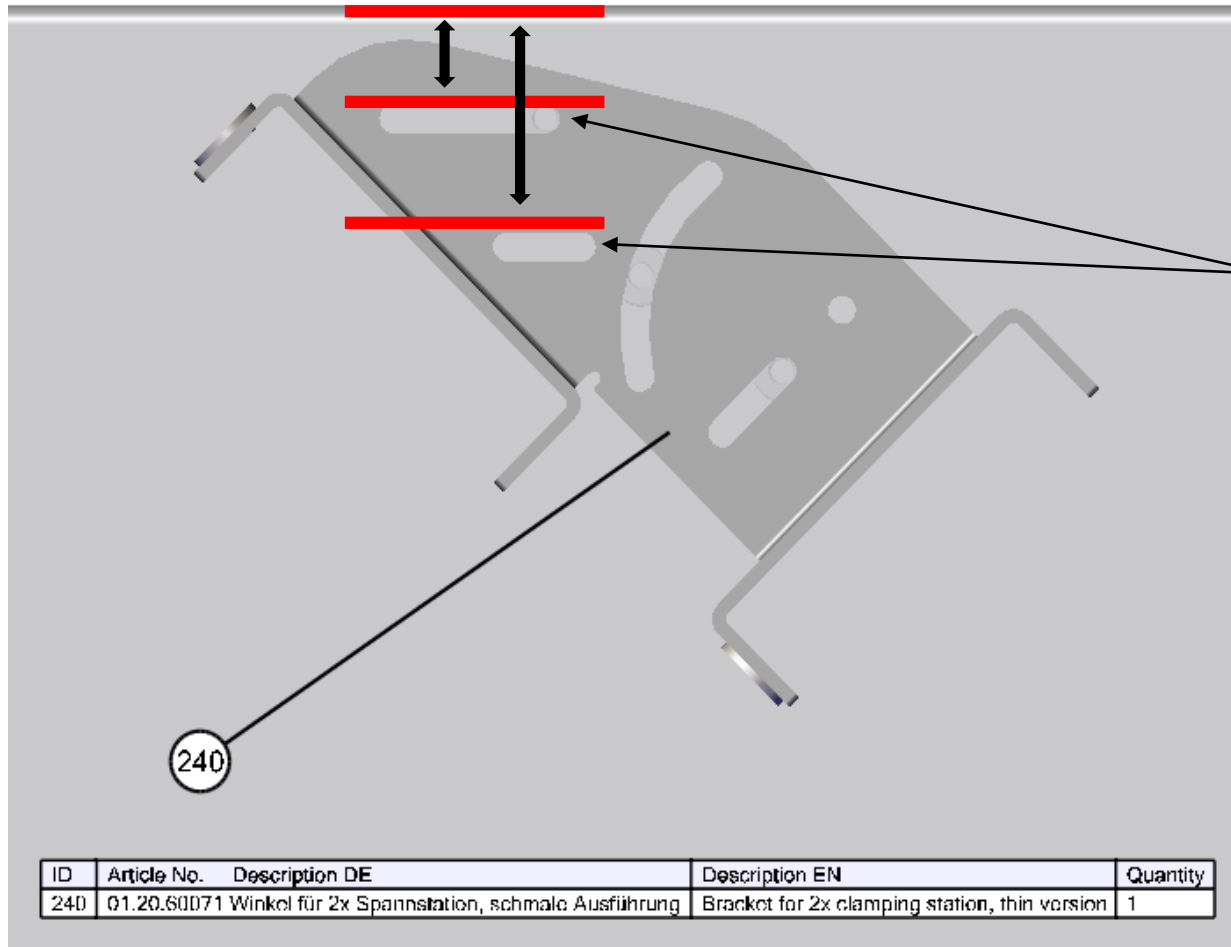 240
ID Article No. Description DE Description EN Quantity
240 01.20.60071 Winkel für 2x Spannstation, schmale Ausführung Bracket for 2x clamping station, thin version 1